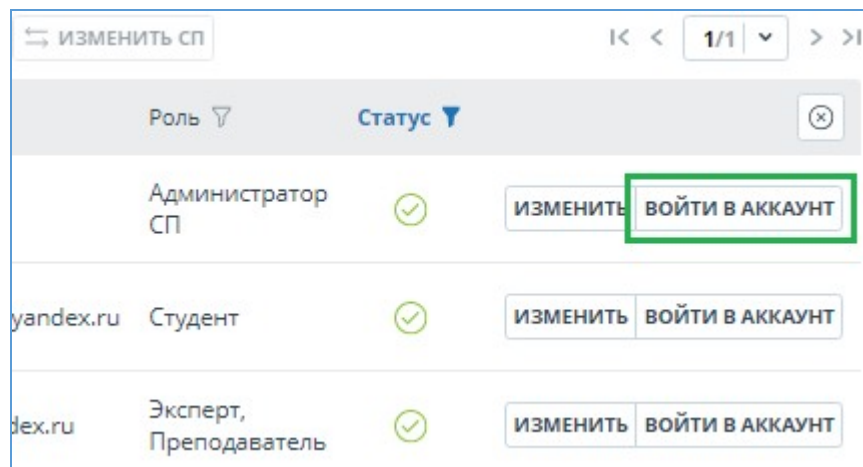 ИЗМЕНИТЬ СП
1/1
Роль Статус
Администратор
СП
ИЗМЕНИТЬ ВОЙТИ В АККАУНТ
yandex.ru Студент ИЗМЕНИТЬ ВОЙТИ В АККАУНТ
dex.ru
Эксперт,
Преподаватель
ИЗМЕНИТЬ ВОЙТИ В АККАУНТ